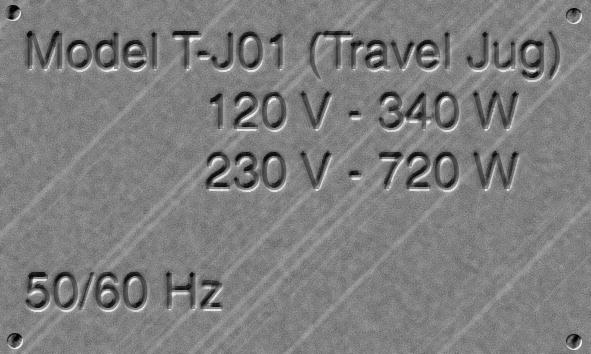 Model T-J01 (Travel Jug)
120 V - 340 W
230 V - 720 W
50/60 Hz